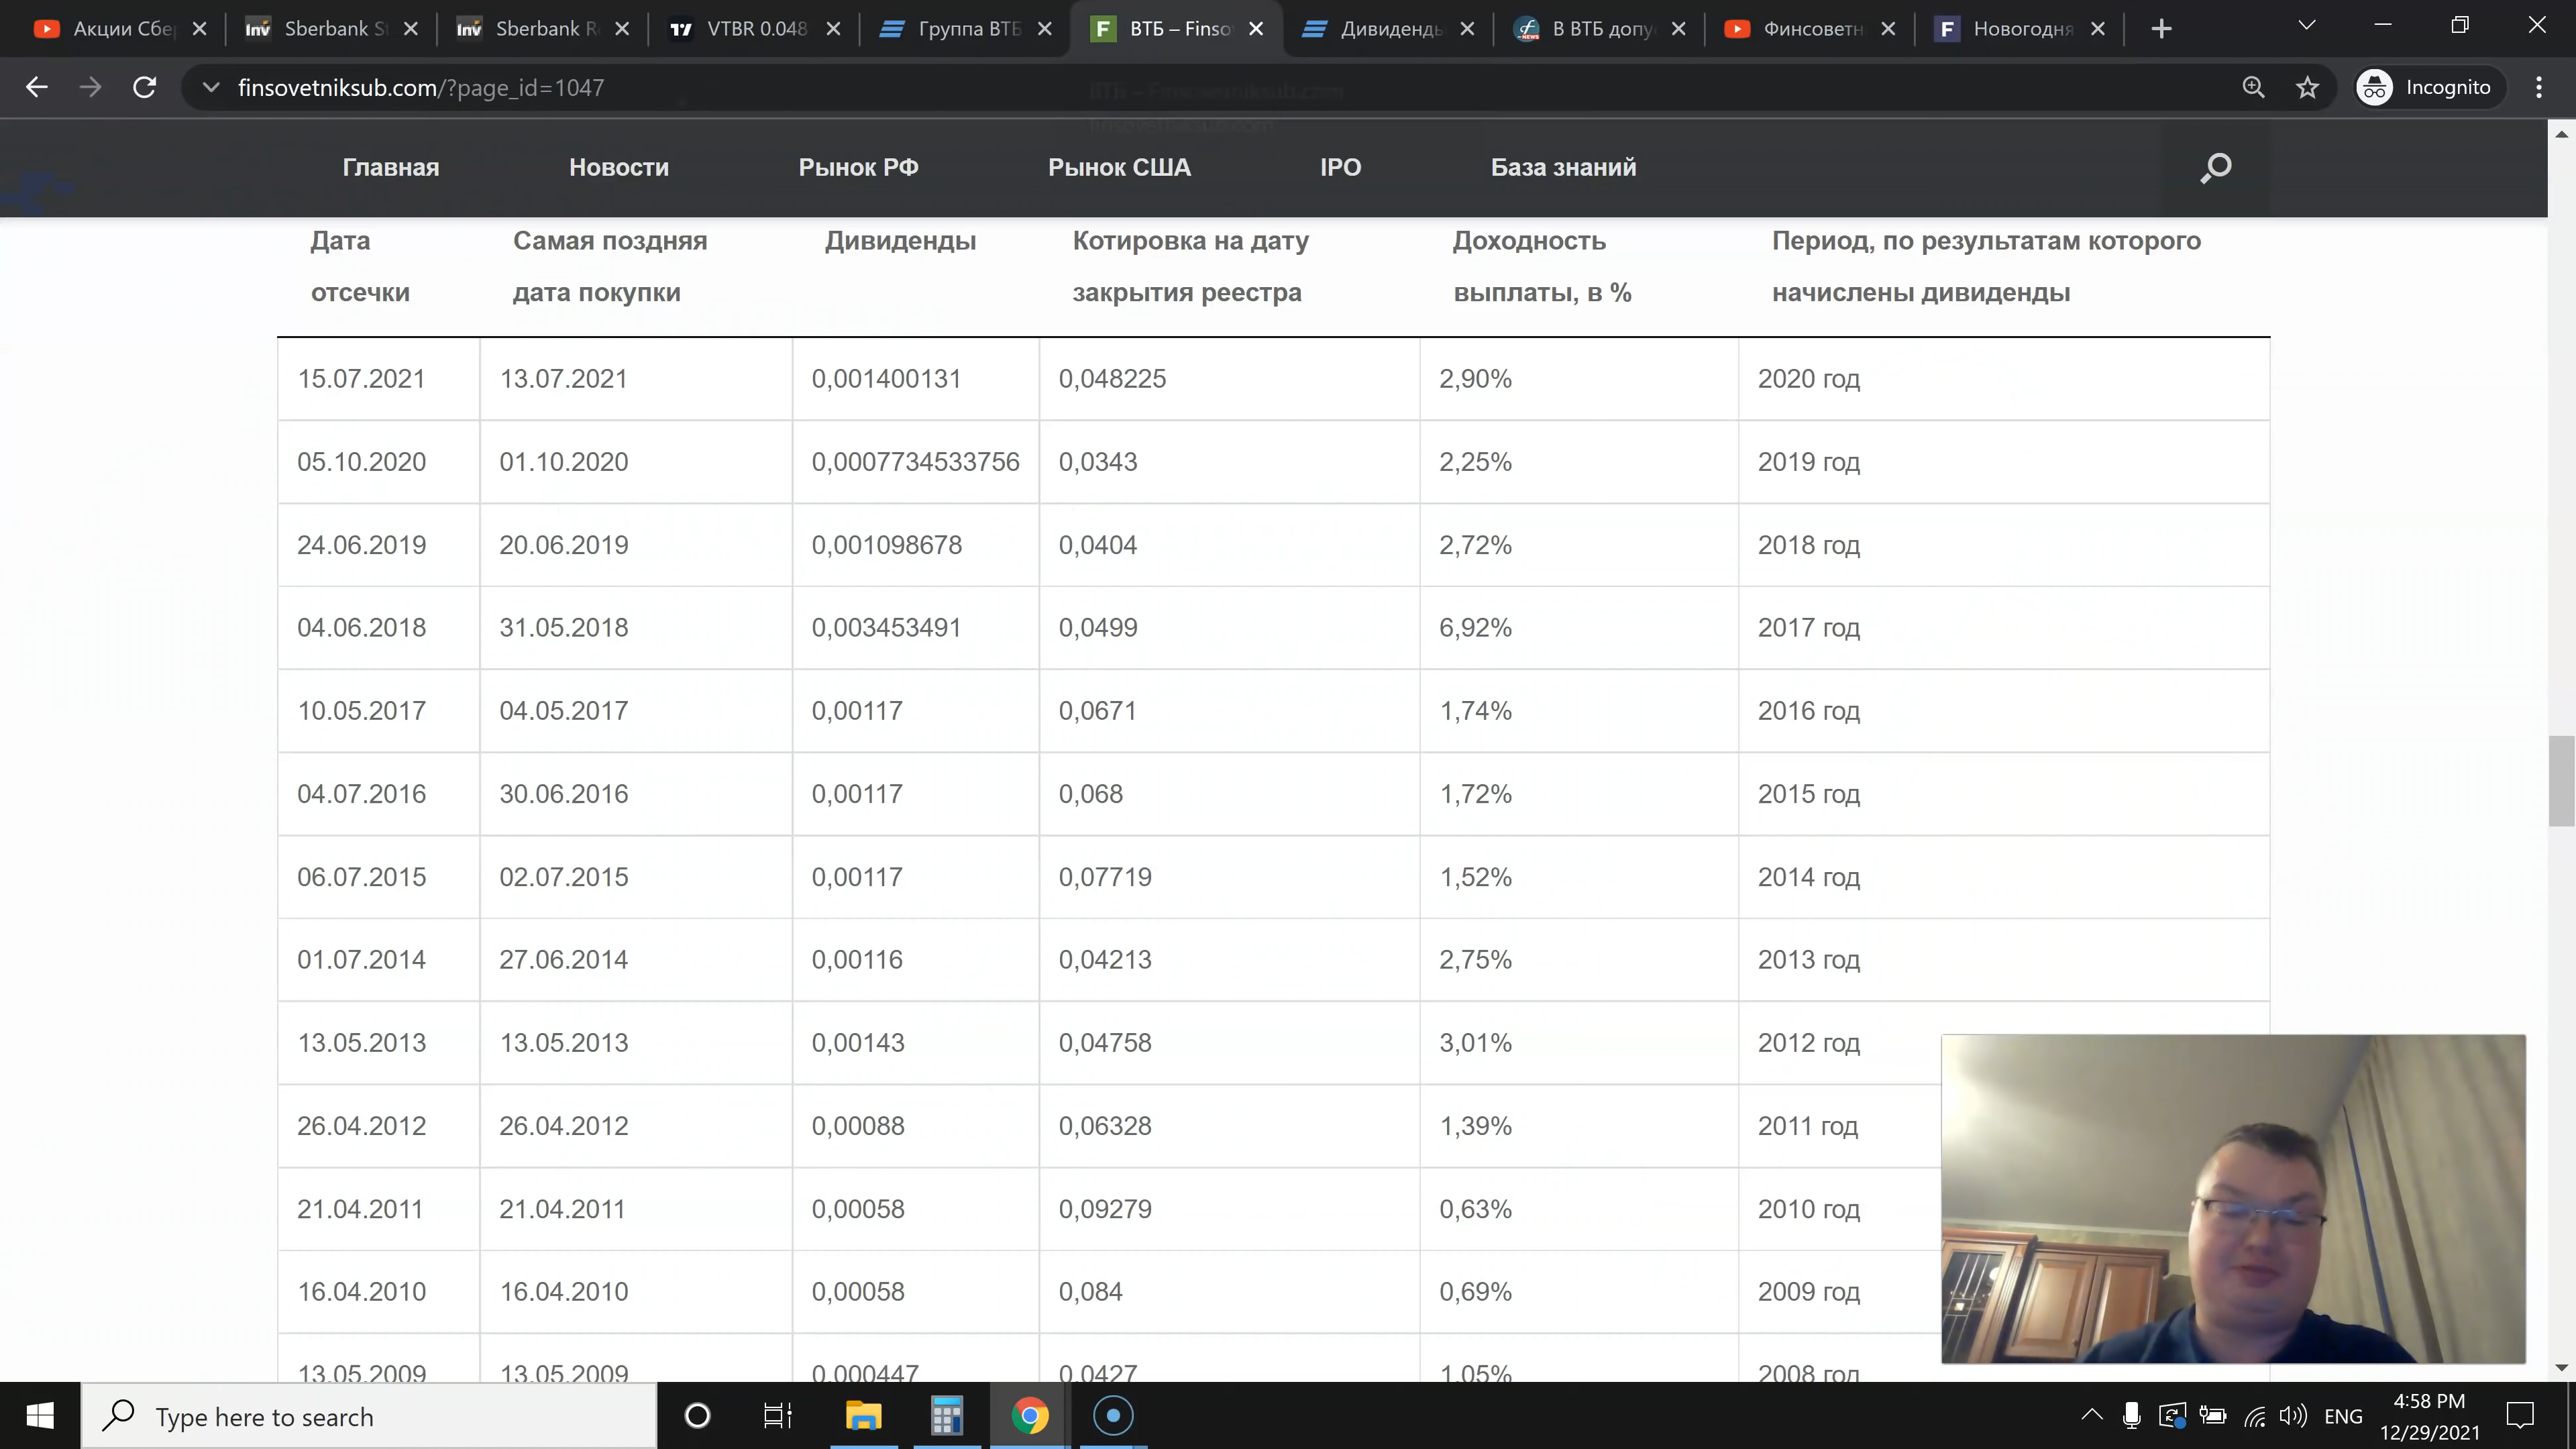 Акции Сбе
Sberbank S
Sberbank R
VTBR 0.048
Группа ВТБ
ВТБ – Finso
Дивиденды
В ВТБ допу
Финсоветн
Новогодня
finsovetniksub.com/?page_id=1047
Incognito
Главная Новости Рынок РФ Рынок США IPO База знаний
Дата отсечки Самая поздняя дата покупки Дивиденды Котировка на дату закрытия реестра Доходность выплаты, в % Период, по результатам которого начислены дивиденды
15.07.2021 13.07.2021 0,001400131 0,048225 2,90% 2020 год
05.10.2020 01.10.2020 0,0007734533756 0,0343 2,25% 2019 год
24.06.2019 20.06.2019 0,001098678 0,0404 2,72% 2018 год
04.06.2018 31.05.2018 0,003453491 0,0499 6,92% 2017 год
10.05.2017 04.05.2017 0,00117 0,0671 1,74% 2016 год
04.07.2016 30.06.2016 0,00117 0,068 1,72% 2015 год
06.07.2015 02.07.2015 0,00117 0,07719 1,52% 2014 год
01.07.2014 27.06.2014 0,00116 0,04213 2,75% 2013 год
13.05.2013 13.05.2013 0,00143 0,04758 3,01% 2012 год
26.04.2012 26.04.2012 0,00088 0,06328 1,39% 2011 год
21.04.2011 21.04.2011 0,00058 0,09279 0,63% 2010 год
16.04.2010 16.04.2010 0,00058 0,084 0,69% 2009 год
13.05.2009 13.05.2009 0,000447 0,0427 1,05% 2008 год
Type here to search
ENG
4:58 PM
12/29/2021